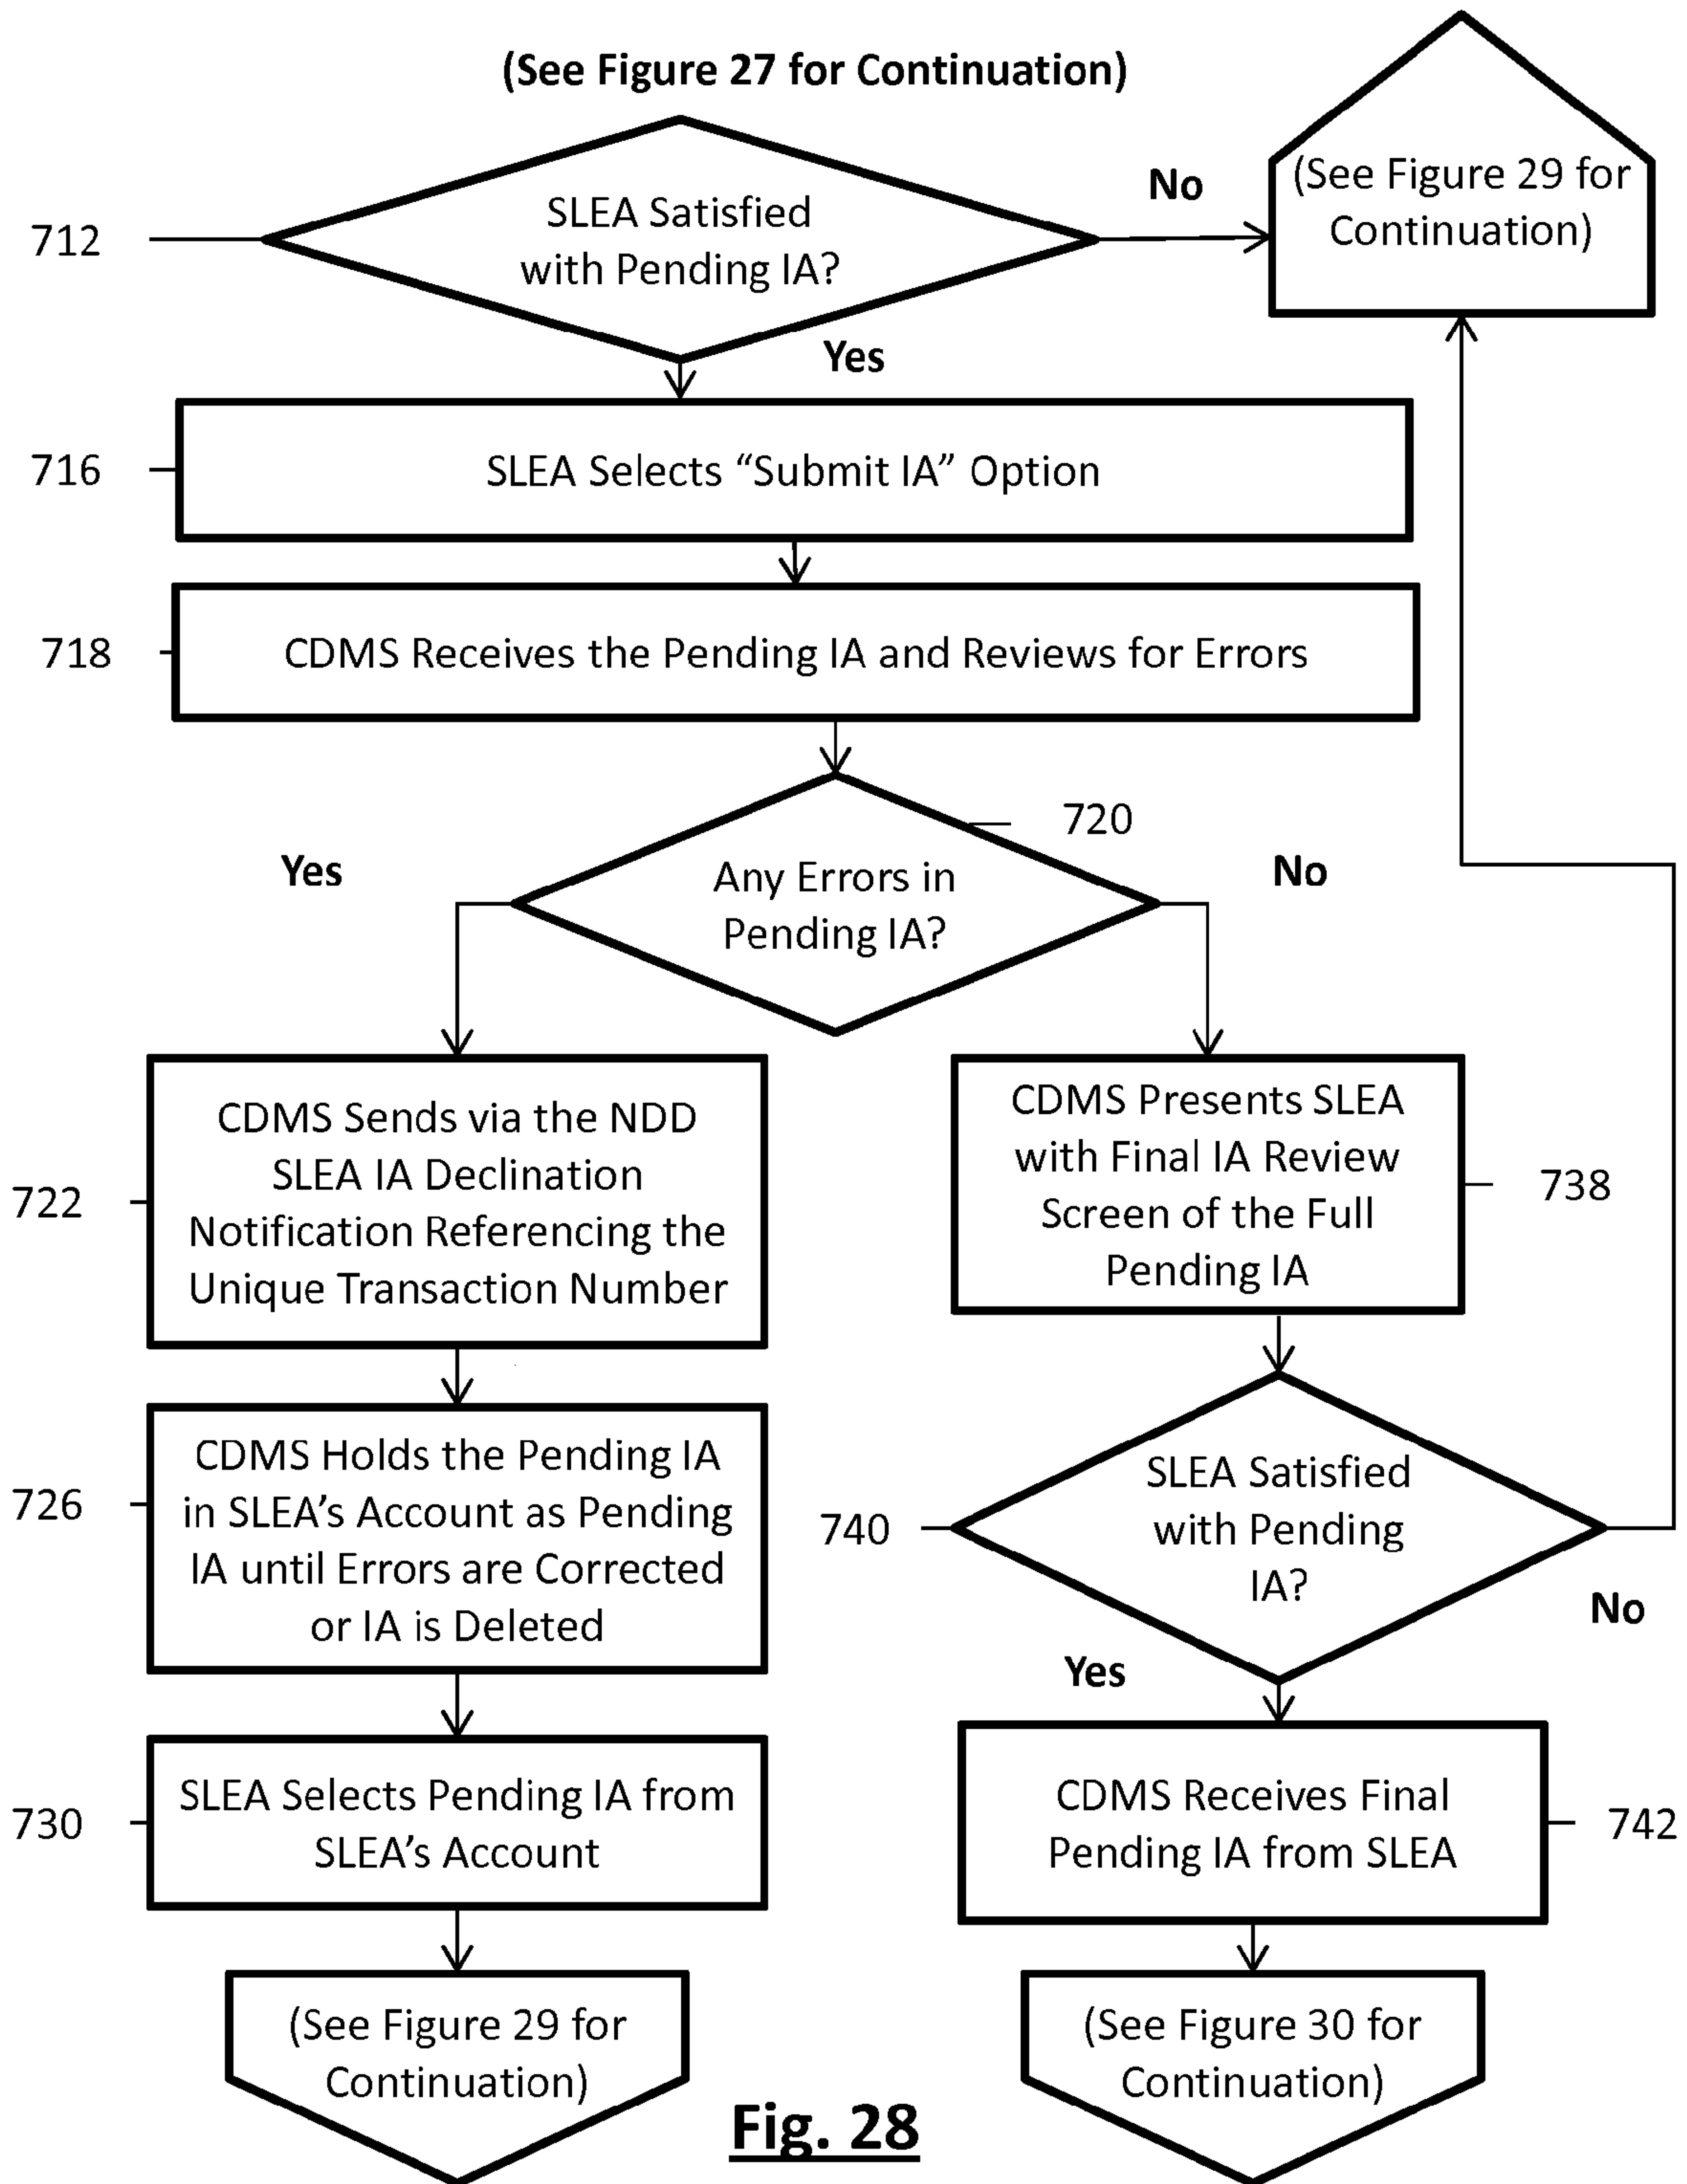 (See Figure 27 for Continuation)
No
(See Figure 29 for
Continuation)
712
SLEA Satisfied
with Pending IA?
Yes
716
SLEA Selects “Submit IA” Option
718
CDMS Receives the Pending IA and Reviews for Errors
720
Yes
Any Errors in
Pending IA?
No
722
CDMS Sends via the NDD
SLEA IA Declination
Notification Referencing the
Unique Transaction Number
CDMS Presents SLEA
with Final IA Review
Screen of the Full
Pending IA
738
726
CDMS Holds the Pending IA
in SLEA’s Account as Pending
IA until Errors are Corrected
or IA is Deleted
740
SLEA Satisfied
with Pending
IA?
No
Yes
730
SLEA Selects Pending IA from
SLEA’s Account
CDMS Receives Final
Pending IA from SLEA
742
(See Figure 29 for
Continuation)
(See Figure 30 for
Continuation)
Fig. 28